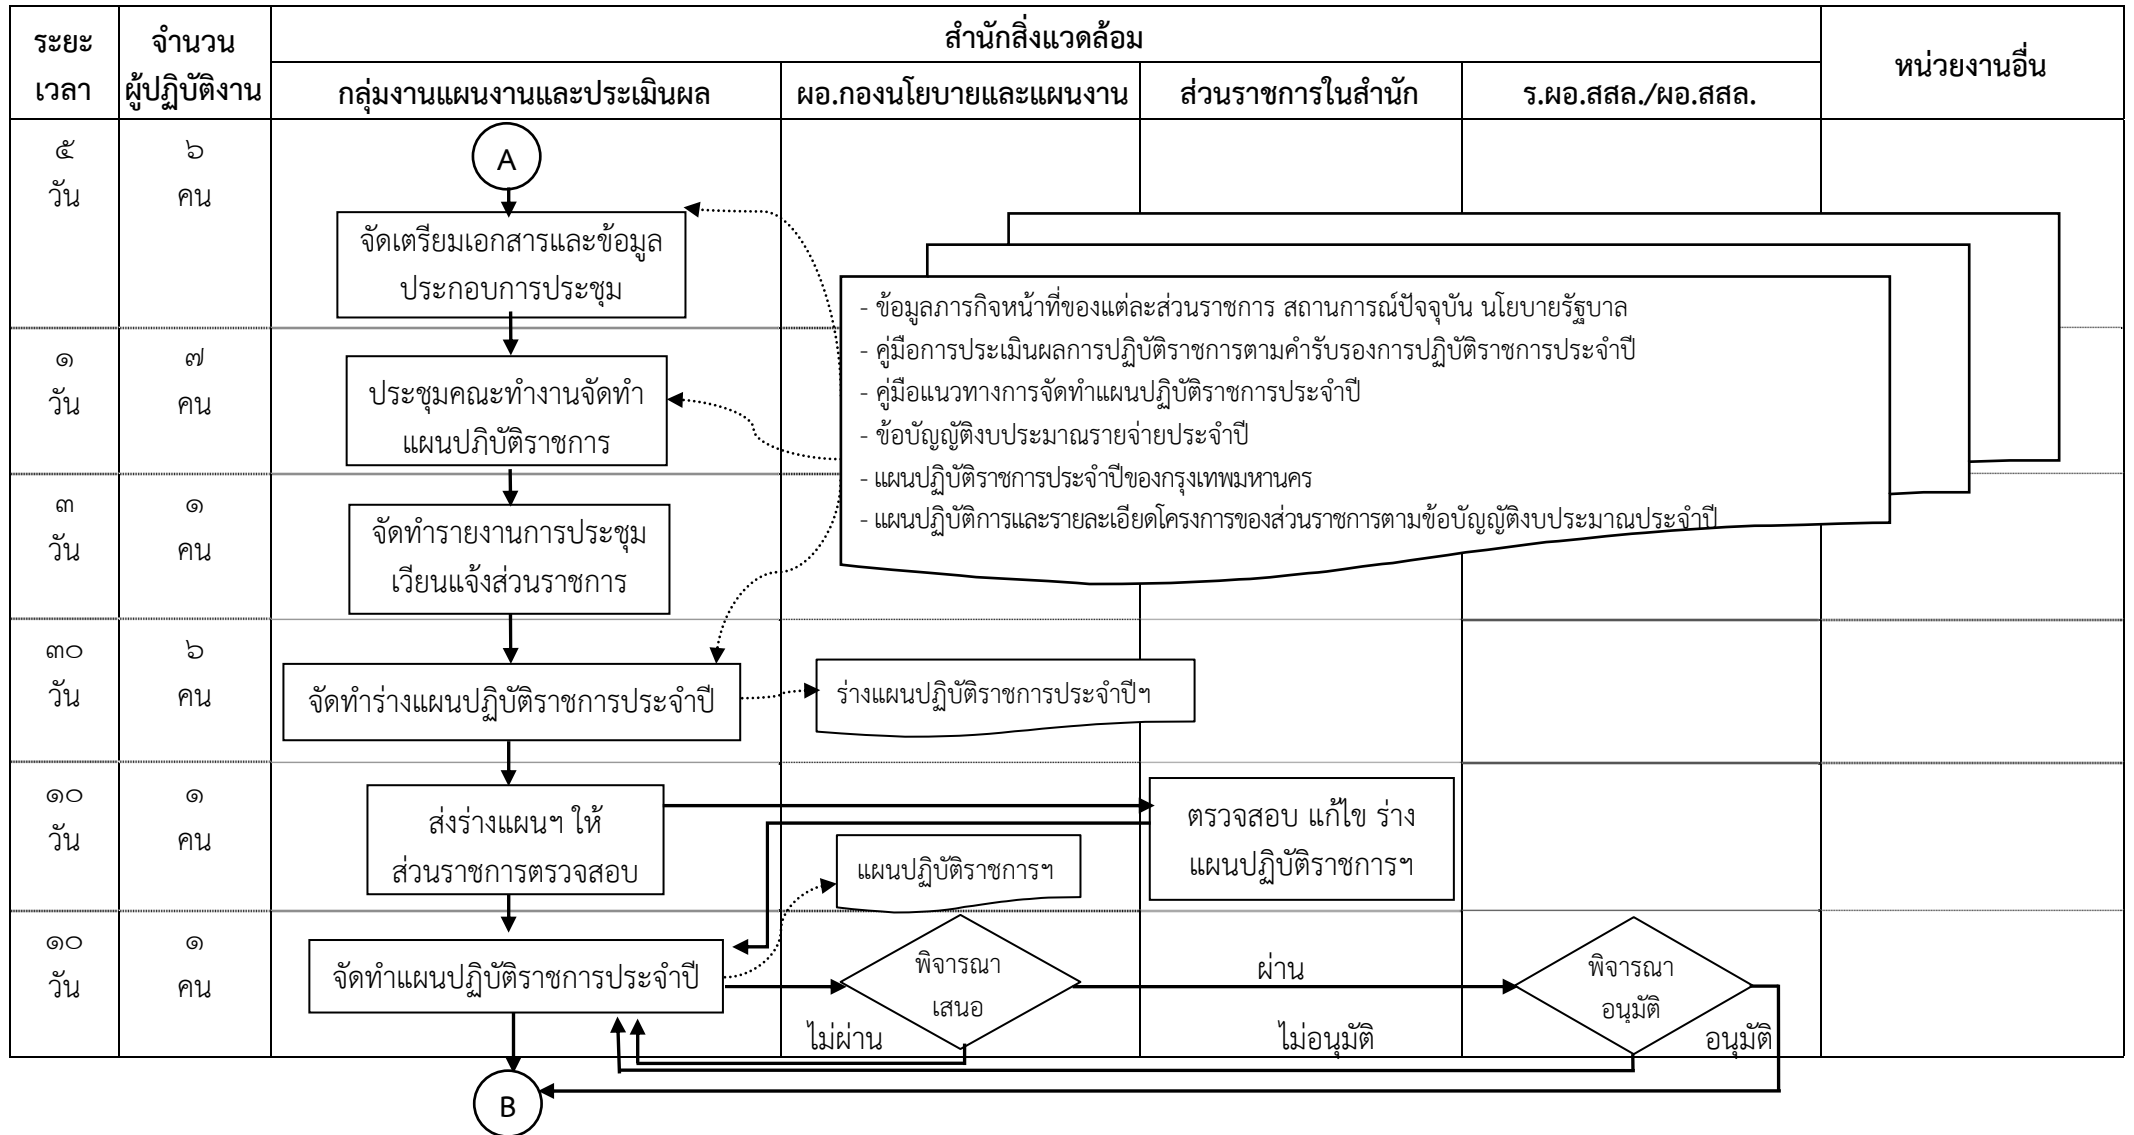 ระยะ
เวลา
จำนวน
ผู้ปฏิบัติงาน
สำนักสิ่งแวดล้อม
หน่วยงานอื่น
กลุ่มงานแผนงานและประเมินผล
ผอ.กองนโยบายและแผนงาน
ส่วนราชการในสำนัก
ร.ผอ.สสล./ผอ.สสล.
๕
วัน
๖
คน
A
จัดเตรียมเอกสารและข้อมูล
ประกอบการประชุม
- ข้อมูลภารกิจหน้าที่ของแต่ละส่วนราชการ สถานการณ์ปัจจุบัน นโยบายรัฐบาล
- คู่มือการประเมินผลการปฏิบัติราชการตามคำรับรองการปฏิบัติราชการประจำปี
- คู่มือแนวทางการจัดทำแผนปฏิบัติราชการประจำปี
- ข้อบัญญัติงบประมาณรายจ่ายประจำปี
- แผนปฏิบัติราชการประจำปีของกรุงเทพมหานคร
- แผนปฏิบัติการและรายละเอียดโครงการของส่วนราชการตามข้อบัญญัติงบประมาณประจำปี
๑
วัน
๗
คน
ประชุมคณะทำงานจัดทำ
แผนปฏิบัติราชการ
๓
วัน
๑
คน
จัดทำรายงานการประชุม
เวียนแจ้งส่วนราชการ
๓๐
วัน
๖
คน
จัดทำร่างแผนปฏิบัติราชการประจำปี
ร่างแผนปฏิบัติราชการประจำปีฯ
๑๐
วัน
๑
คน
ส่งร่างแผนฯ ให้
ส่วนราชการตรวจสอบ
ตรวจสอบ แก้ไข ร่าง
แผนปฏิบัติราชการฯ
แผนปฏิบัติราชการฯ
๑๐
วัน
๑
คน
จัดทำแผนปฏิบัติราชการประจำปี
พิจารณา
เสนอ
ผ่าน
พิจารณา
อนุมัติ
ไม่ผ่าน
ไม่อนุมัติ
อนุมัติ
B